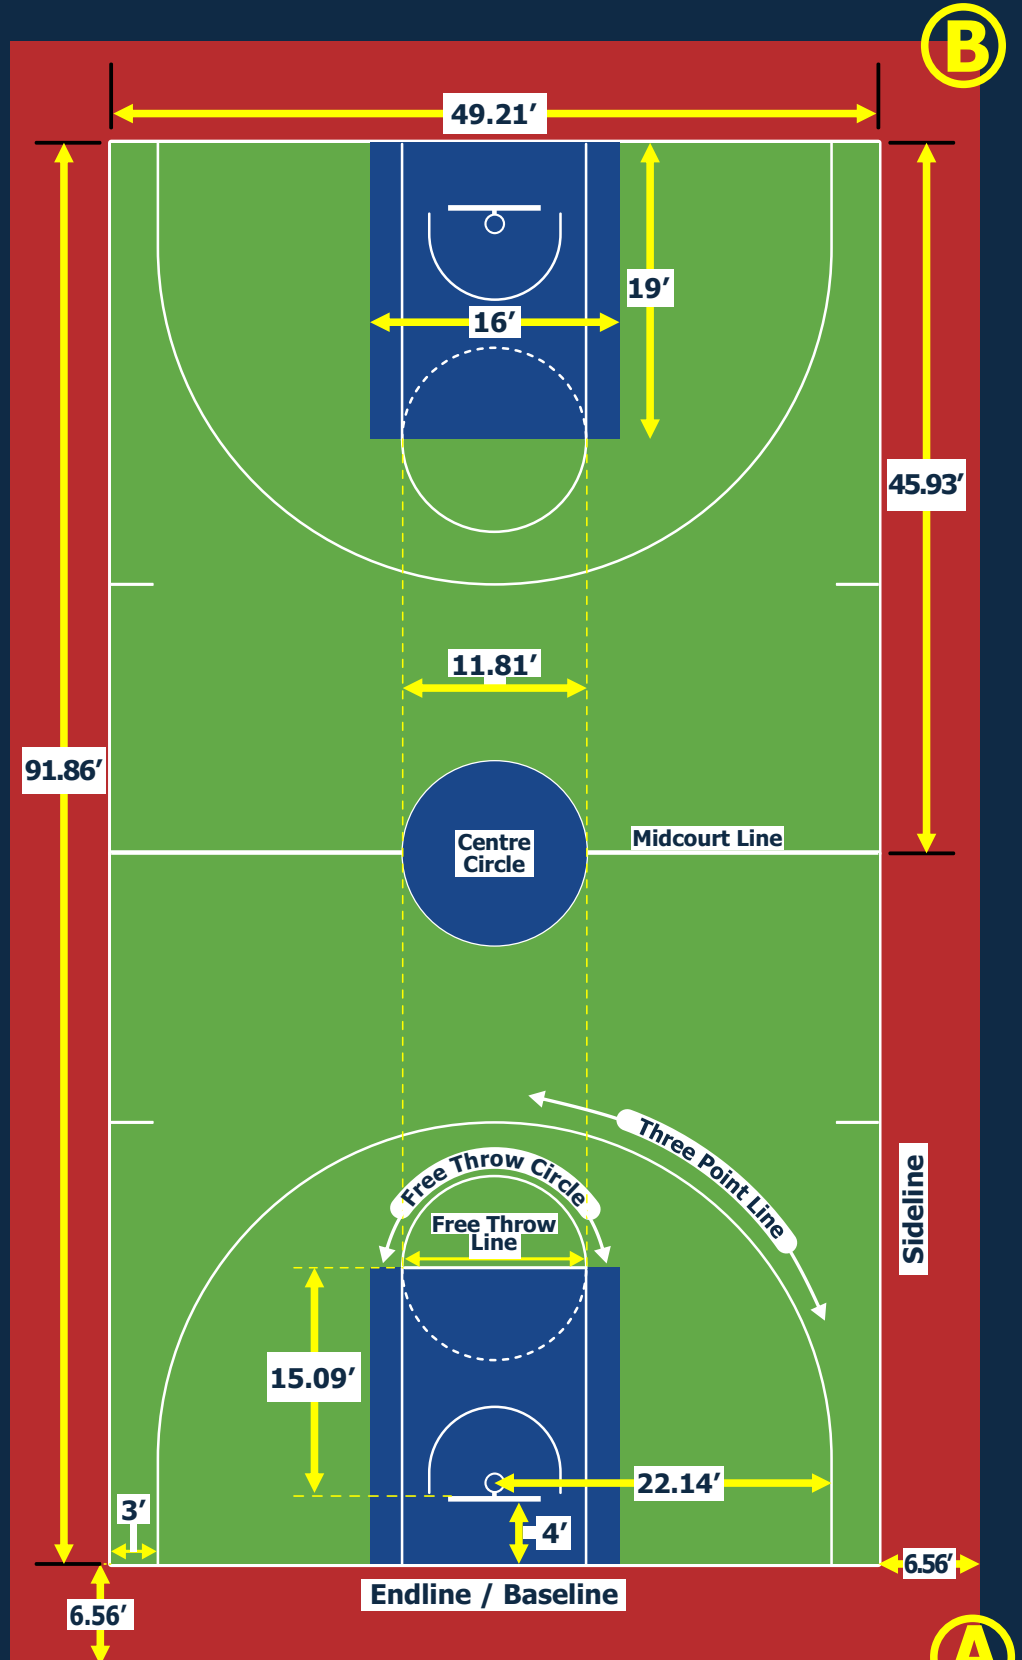 B
49.21’
19’
16’
45.93’
11.81’
91.86’
Centre
Circle
Midcourt Line
Three Point Line
Free Throw Circle
Sideline
Free Throw
Line
15.09’
22.14’
3’
4’
6.56’
Endline / Baseline
6.56’
A